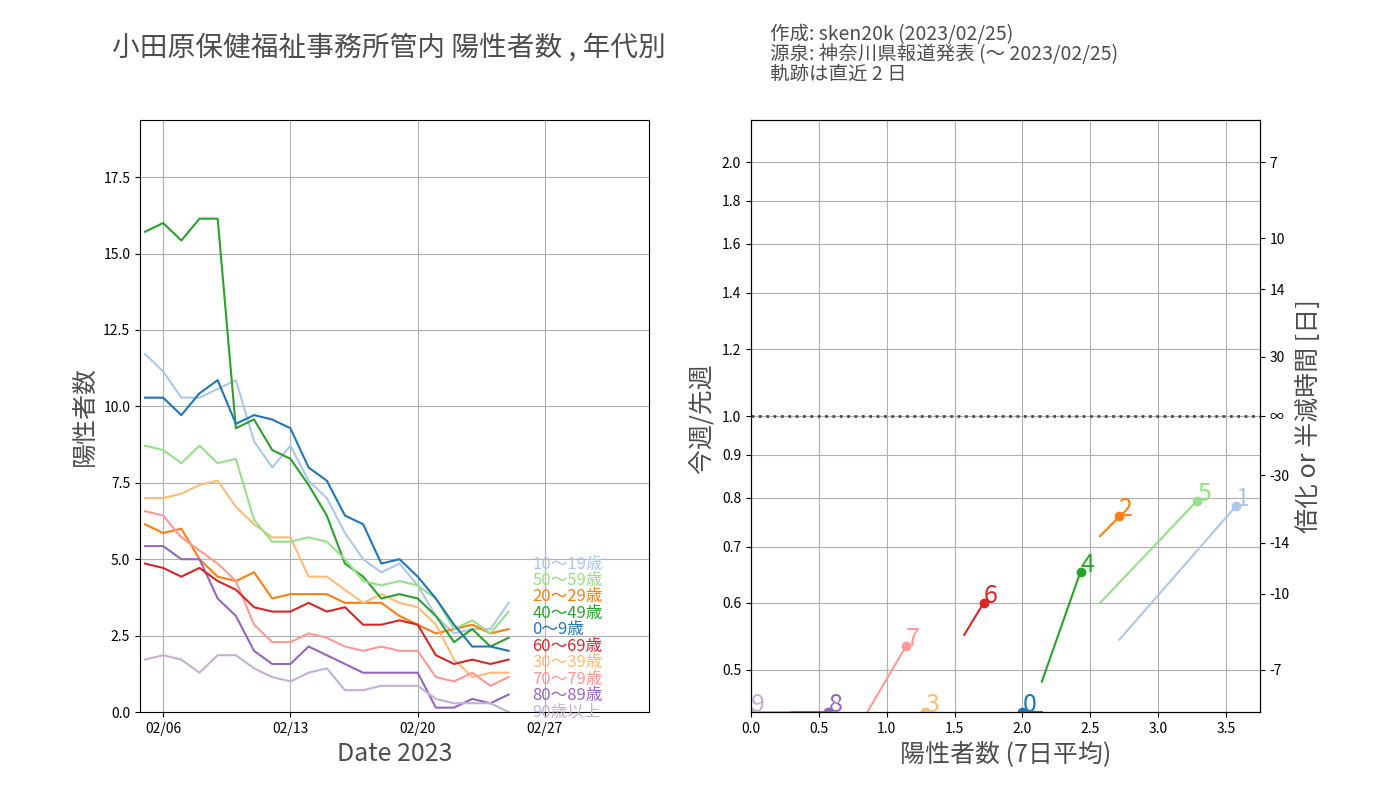 小田原保健福祉事務所管内 陽性者数 , 年代別
作成: sken20k (2023/02/25)
源泉: 神奈川県報道発表 (〜 2023/02/25)
軌跡は直近 2 日
陽性者数
17.5
15.0
12.5
10.0
7.5
5.0
2.5
0.0
10〜19歳
50〜59歳
20〜29歳
40〜49歳
0〜9歳
60〜69歳
30〜39歳
70〜79歳
80〜89歳
90歳以上
02/06 02/13 02/20 02/27
Date 2023
今週/先週
2.0
1.8
1.6
1.4
1.2
1.0
0.9
0.8
0.7
0.6
0.5
1
5
2
4
6
7
9 8 3 0
0.0 0.5 1.0 1.5 2.0 2.5 3.0 3.5
陽性者数 (7日平均)
7
10
14
30
∞
-30
-14
-10
-7
倍化 or 半減時間 [日]